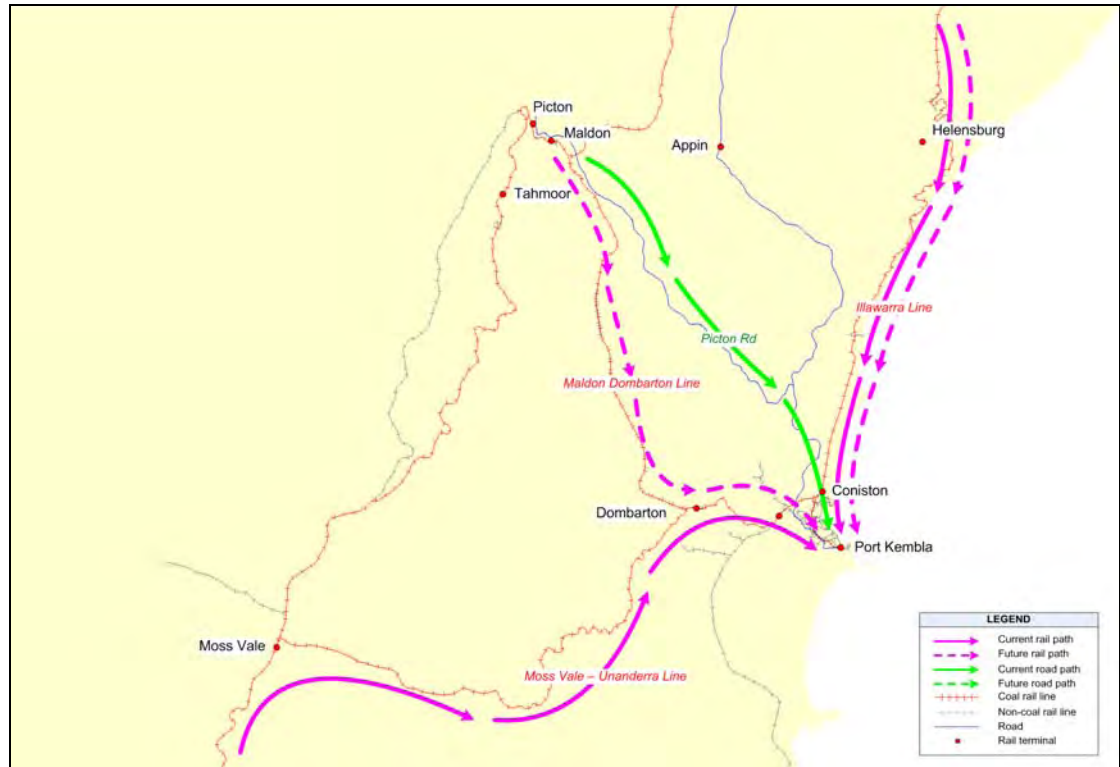 Picton
Maldon
Appin
Helensburg
Tahmoor
Illawarra Line
Picton Rd
Maldon Dombarton Line
Coniston
Dombarton
Port Kembla
Moss Vale
Moss Vale – Unanderra Line
LEGEND
Current rail path
Future rail path
Current road path
Future road path
Coal rail line
Non-coal rail line
Road
Rail terminal